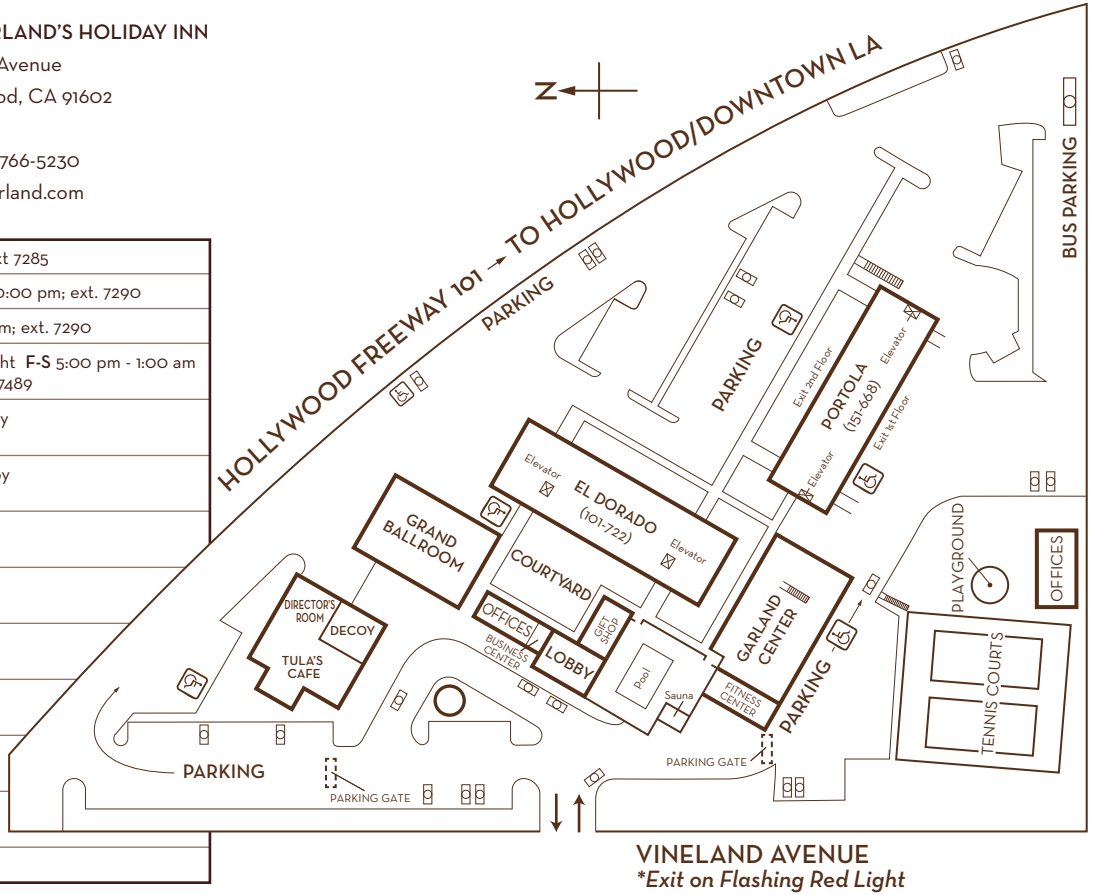 RLAND'S HOLIDAY INN
Avenue
od, CA 91602
766-5230
rland.com
xt 7285
0:00 pm; ext. 7290
m; ext. 7290
ht F-S 5:00 pm - 1:00 am
7489
y
by
N
HOLLYWOOD FREEWAY 101 → TO HOLLYWOOD/DOWNTOWN LA
PARKING
BUS PARKING
PARKING
Exit 2nd Floor
Elevator
PORTOLA
(151-668)
Exit 1st Floor
Elevator
Elevator
EL DORADO
(101-722)
Elevator
GRAND
BALLROOM
COURTYARD
OFFICES
BUSINESS
CENTER
GIFT
SHOP
LOBBY
Pool
Sauna
GARLAND
CENTER
FITNESS
CENTER
PARKING
PLAYGROUND
OFFICES
TENNIS COURTS
DIRECTOR'S
ROOM
DECOY
TULA'S
CAFE
PARKING
PARKING GATE
PARKING GATE
VINELAND AVENUE
*Exit on Flashing Red Light